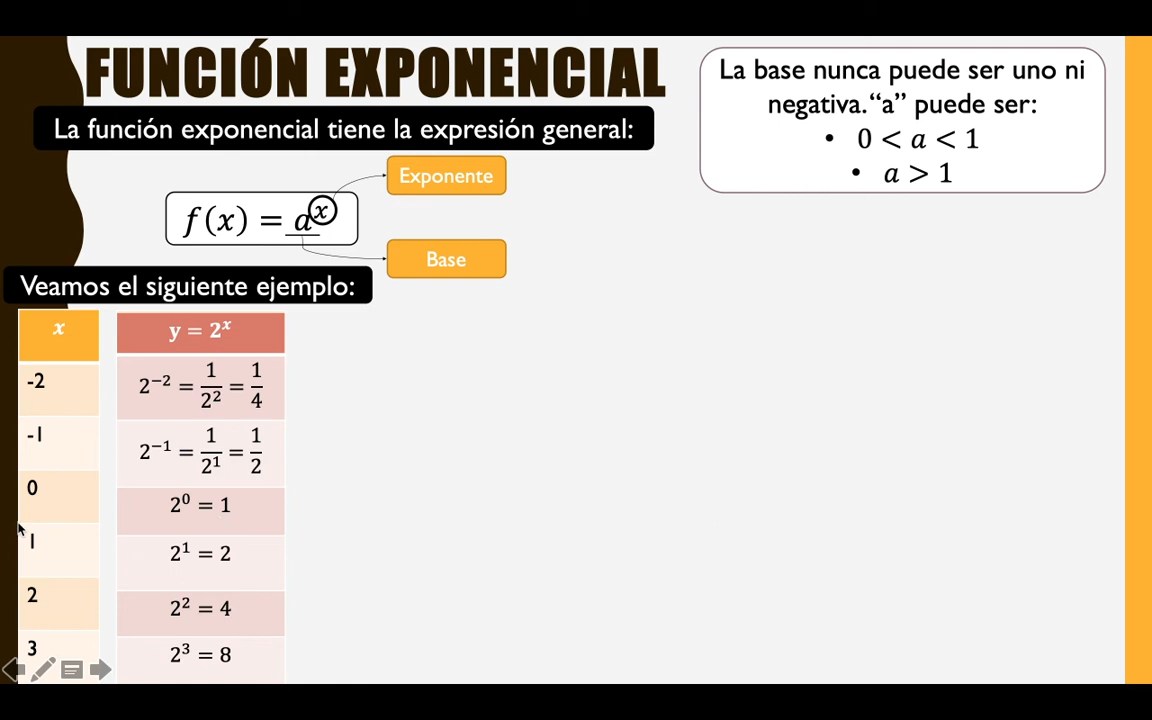 FUNCIÓN EXPONENCIAL
La función exponencial tiene la expresión general:
Exponente
f(x) = a^x
Base
La base nunca puede ser uno ni
negativa.“a” puede ser:
• 0 < a < 1
• a > 1
Veamos el siguiente ejemplo:
x y = 2^x
-2 2^−2 = 1/2^2 = 1/4
-1 2^−1 = 1/2^1 = 1/2
0 2^0 = 1
1 2^1 = 2
2 2^2 = 4
3 2^3 = 8